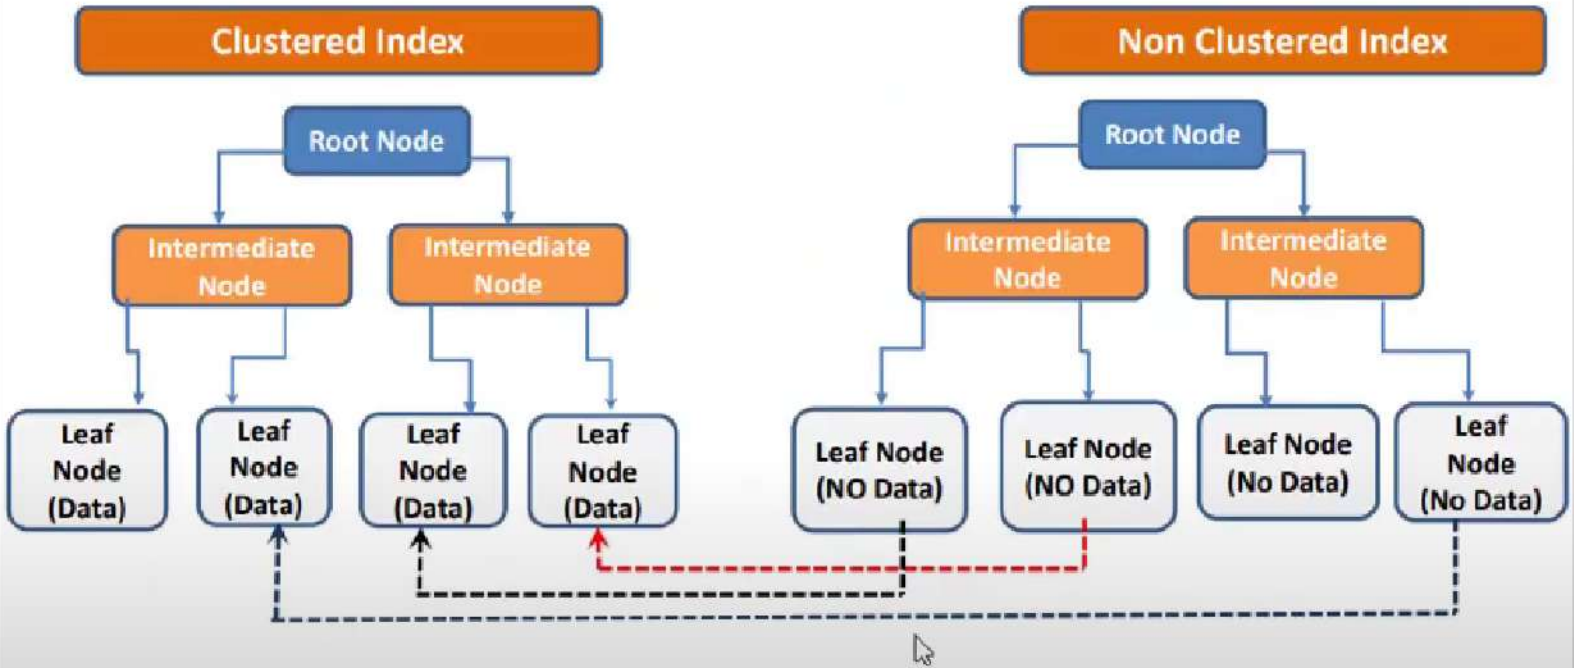 Clustered Index
Non Clustered Index
Root Node
Root Node
Intermediate
Node
Intermediate
Node
Intermediate
Node
Intermediate
Node
Leaf
Node
(Data)
Leaf
Node
(Data)
Leaf
Node
(Data)
Leaf
Node
(Data)
Leaf Node
(NO Data)
Leaf Node
(NO Data)
Leaf Node
(No Data)
Leaf
Node
(No Data)